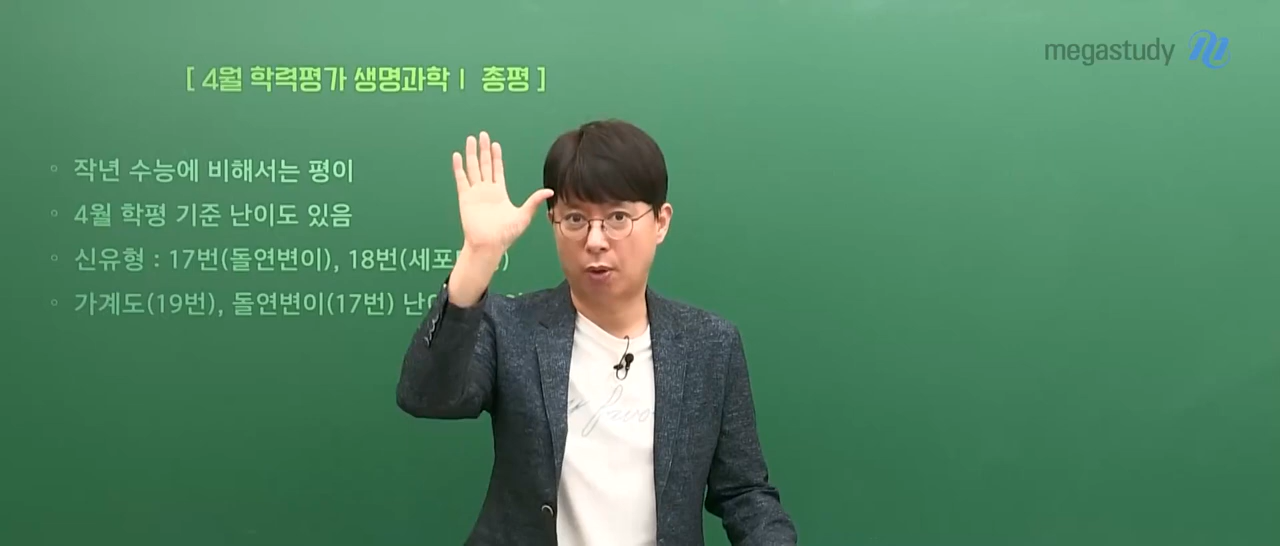 megastudy
[ 4월 학력평가 생명과학Ⅰ 총평 ]
◦ 작년 수능에 비해서는 평이
◦ 4월 학평 기준 난이도 있음
◦ 신유형 : 17번(돌연변이), 18번(세포
◦ 가계도(19번), 돌연변이(17번)